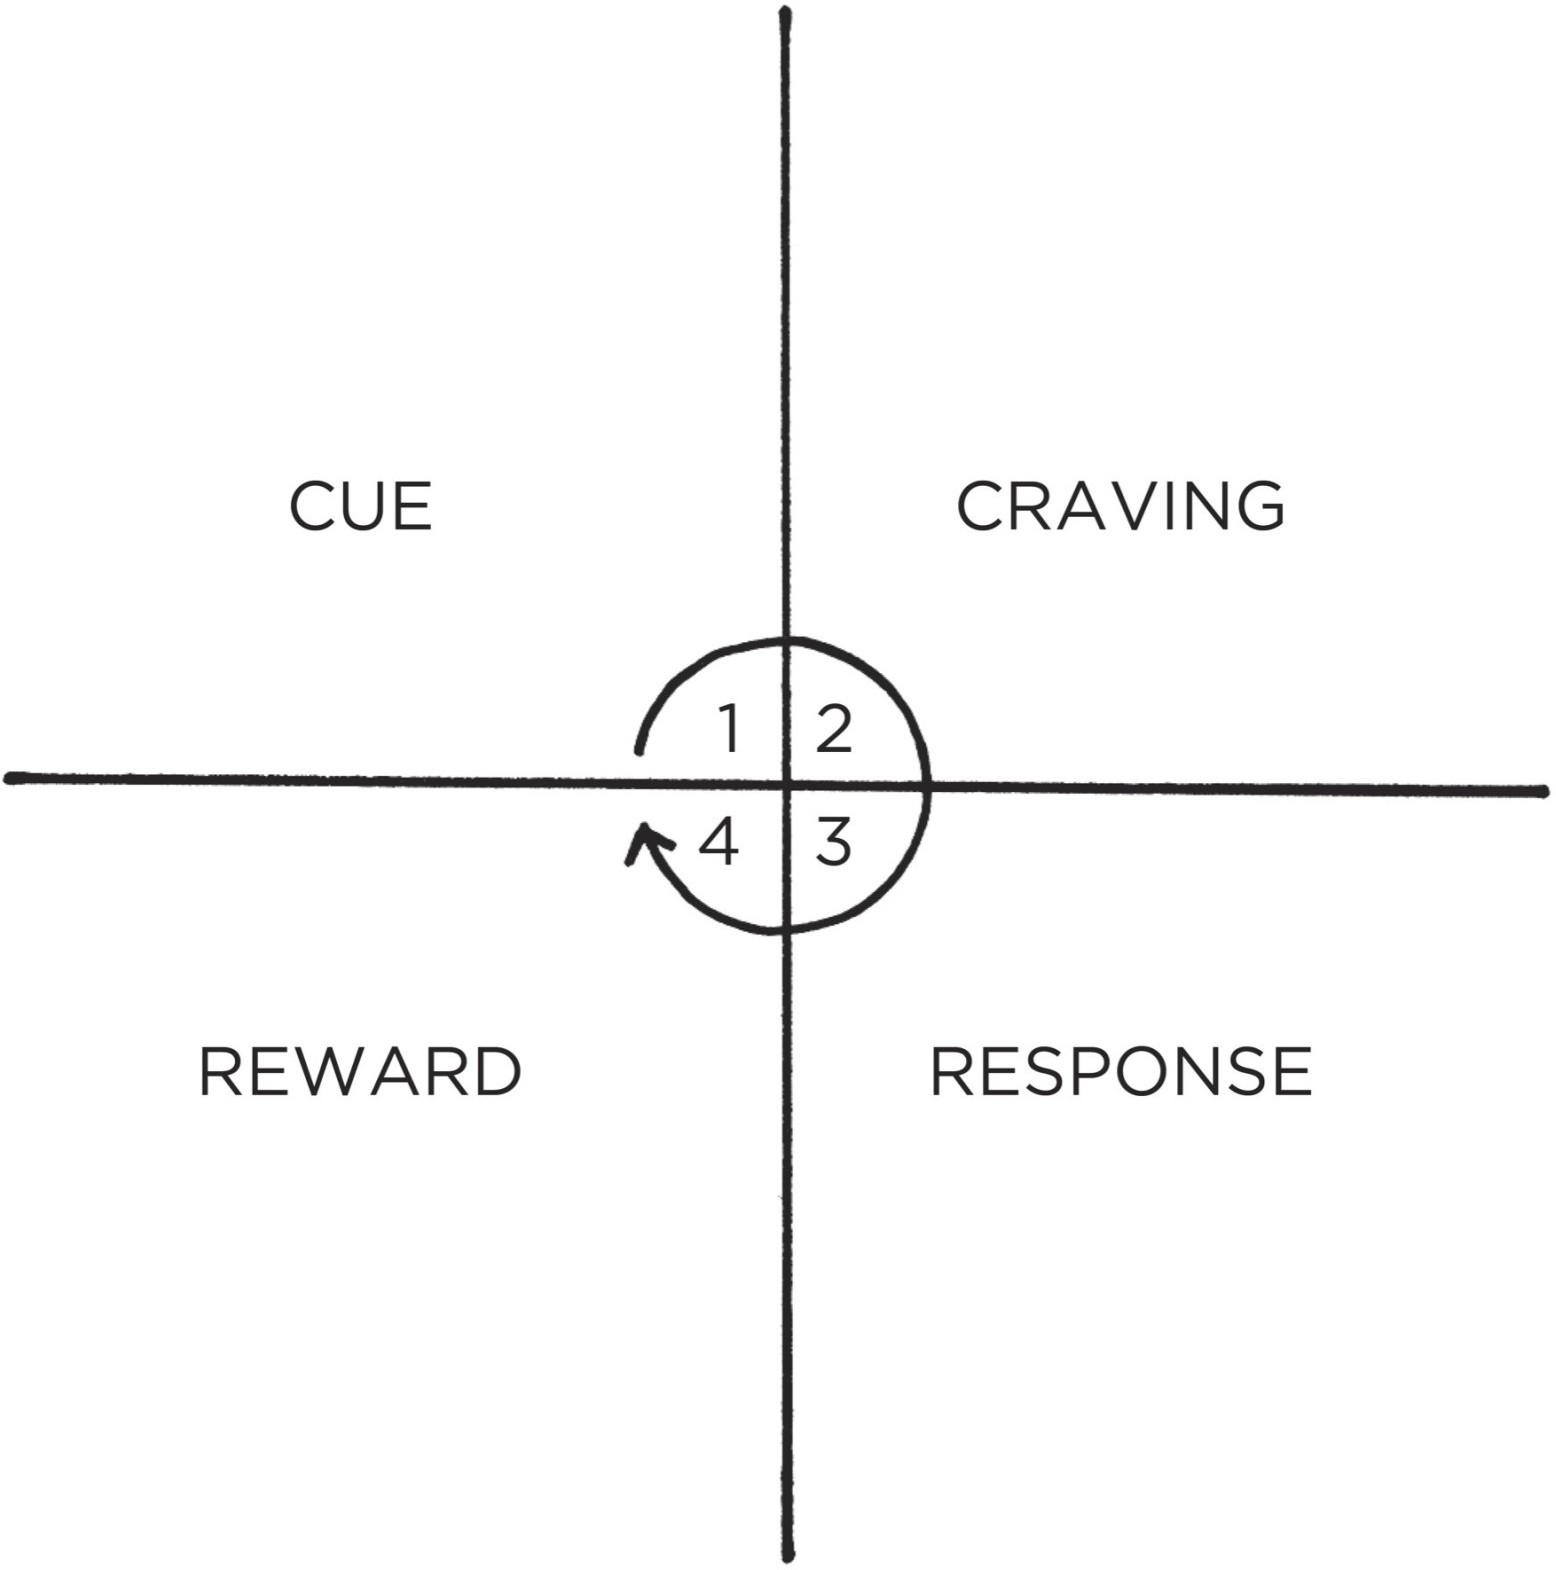 CUE CRAVING
1 2
4 3
REWARD RESPONSE